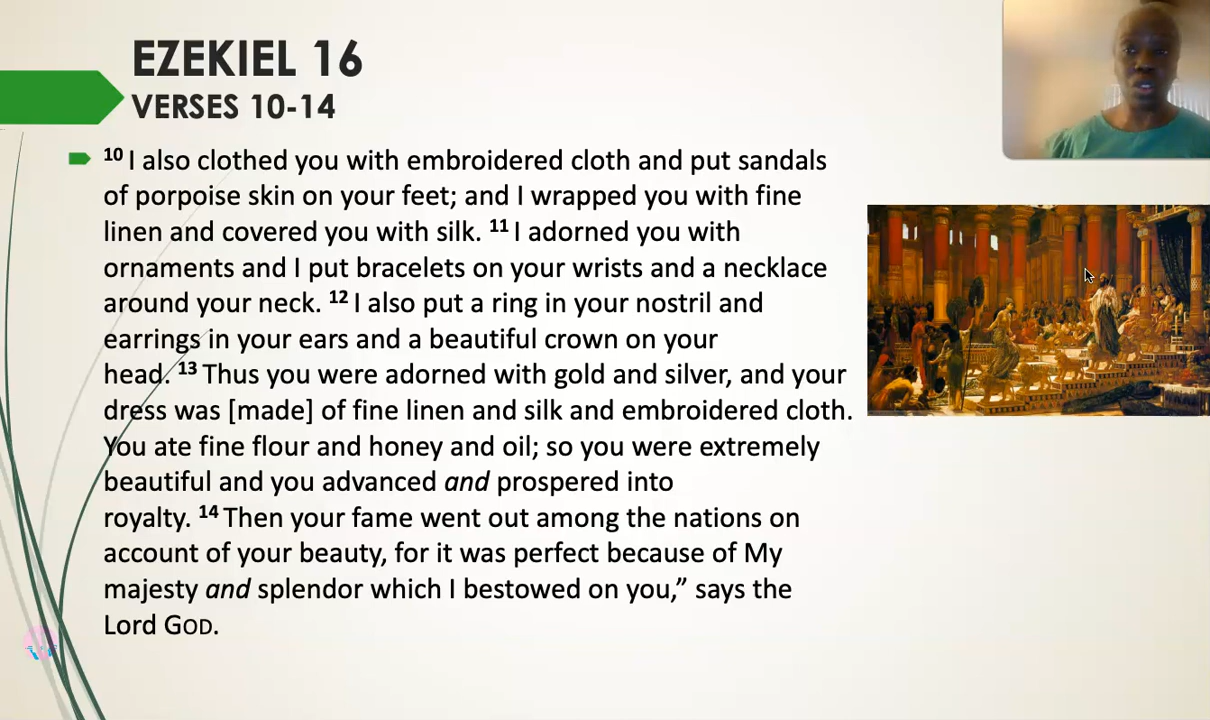 EZEKIEL 16
VERSES 10-14
¹⁰ I also clothed you with embroidered cloth and put sandals
of porpoise skin on your feet; and I wrapped you with fine
linen and covered you with silk. ¹¹ I adorned you with
ornaments and I put bracelets on your wrists and a necklace
around your neck. ¹² I also put a ring in your nostril and
earrings in your ears and a beautiful crown on your
head. ¹³ Thus you were adorned with gold and silver, and your
dress was [made] of fine linen and silk and embroidered cloth.
You ate fine flour and honey and oil; so you were extremely
beautiful and you advanced and prospered into
royalty. ¹⁴ Then your fame went out among the nations on
account of your beauty, for it was perfect because of My
majesty and splendor which I bestowed on you,” says the
Lord GOD.